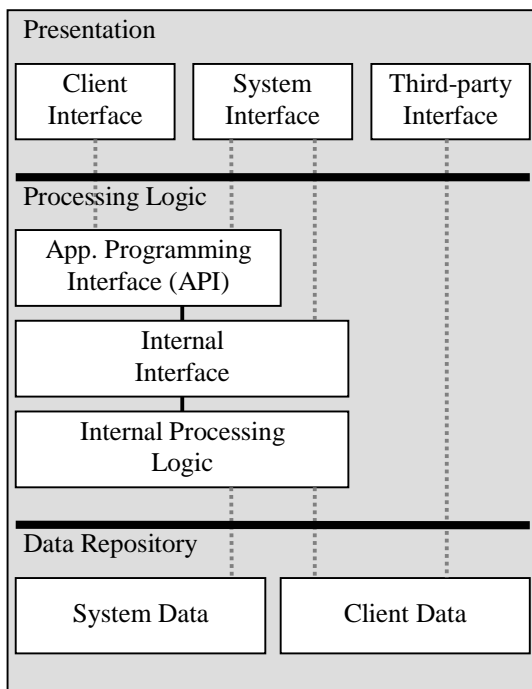 Presentation
Client
Interface
System
Interface
Third-party
Interface
Processing Logic
App. Programming
Interface (API)
Internal
Interface
Internal Processing
Logic
Data Repository
System Data
Client Data